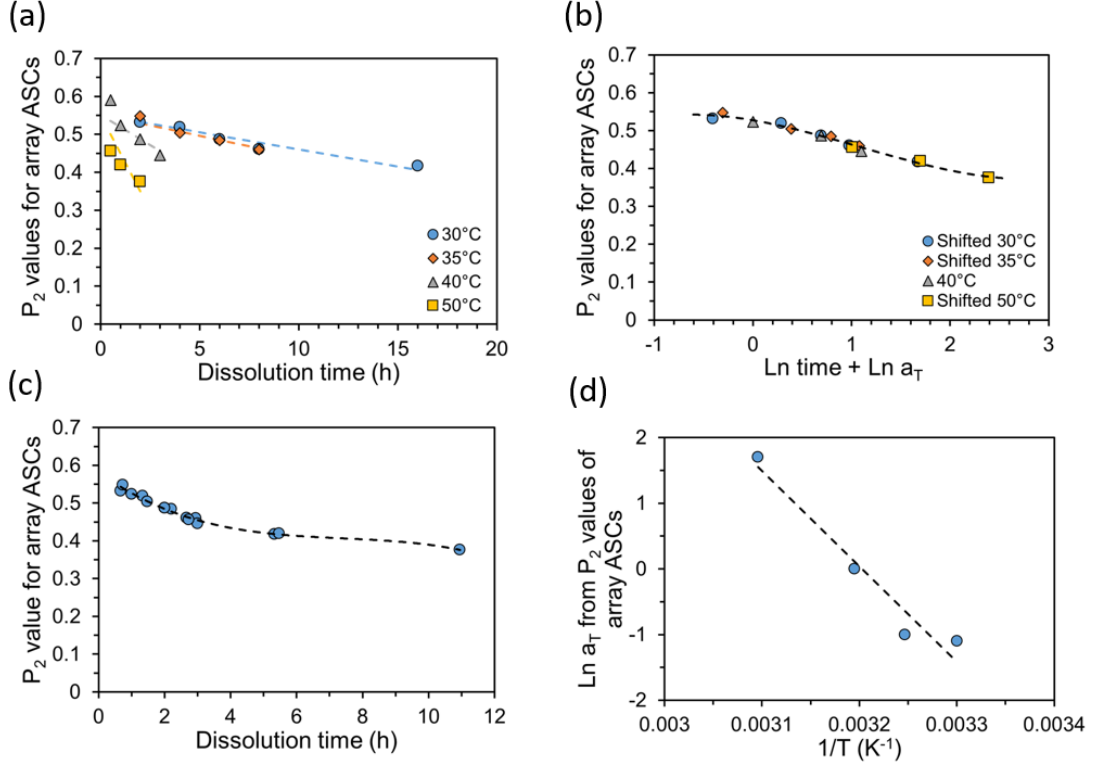 (a)
P₂ values for array ASCs
0.7
0.6
0.5
0.4
0.3
0.2
0.1
0
0
5
10
15
20
Dissolution time (h)
30°C
35°C
40°C
50°C
(b)
P₂ values for array ASCs
0.7
0.6
0.5
0.4
0.3
0.2
0.1
0
-1
0
1
2
3
Ln time + Ln a_T
Shifted 30°C
Shifted 35°C
40°C
Shifted 50°C
(c)
P₂ value for array ASCs
0.7
0.6
0.5
0.4
0.3
0.2
0.1
0
0
2
4
6
8
10
12
Dissolution time (h)
(d)
Ln a_T from P₂ values of
array ASCs
2
1
0
-1
-2
0.003
0.0031
0.0032
0.0033
0.0034
1/T (K⁻¹)